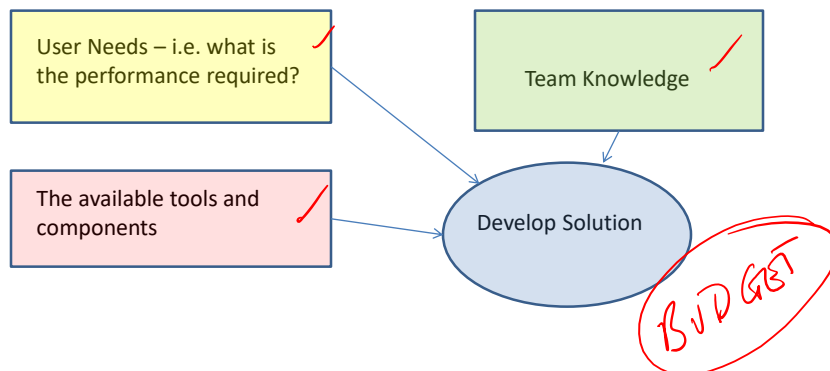 User Needs – i.e. what is
the performance required?
Team Knowledge
The available tools and
components
Develop Solution
BUDGET